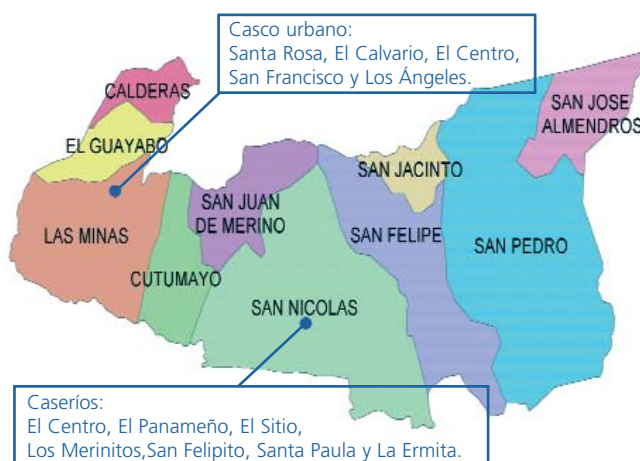 Casco urbano:
Santa Rosa, El Calvario, El Centro,
San Francisco y Los Ángeles.
CALDERAS
SAN JOSE
ALMENDROS
EL GUAYABO
SAN JACINTO
SAN JUAN
DE MERINO
LAS MINAS
SAN FELIPE
SAN PEDRO
CUTUMAYO
SAN NICOLAS
Caseríos:
El Centro, El Panameño, El Sitio,
Los Merinitos,San Felipito, Santa Paula y La Ermita.